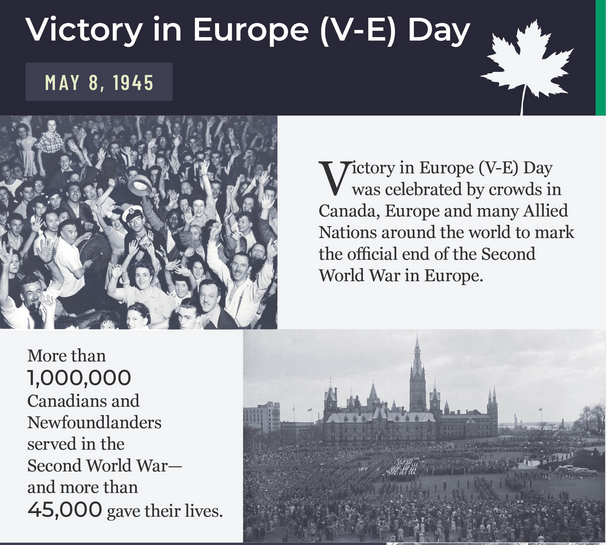 Victory in Europe (V-E) Day
MAY 8, 1945
Victory in Europe (V-E) Day
was celebrated by crowds in
Canada, Europe and many Allied
Nations around the world to mark
the official end of the Second
World War in Europe.
More than
1,000,000
Canadians and
Newfoundlanders
served in the
Second World War—
and more than
45,000 gave their lives.